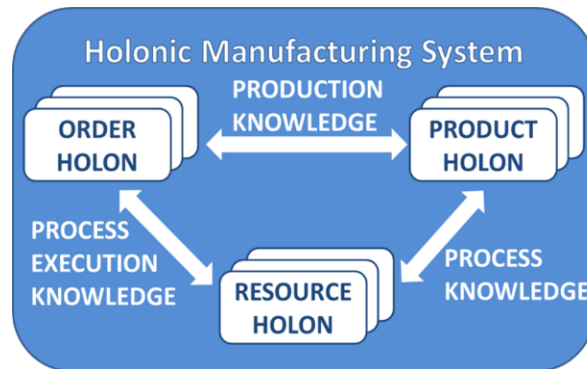 Holonic Manufacturing System
PRODUCTION
KNOWLEDGE
ORDER
HOLON
PRODUCT
HOLON
PROCESS
EXECUTION
KNOWLEDGE
PROCESS
KNOWLEDGE
RESOURCE
HOLON